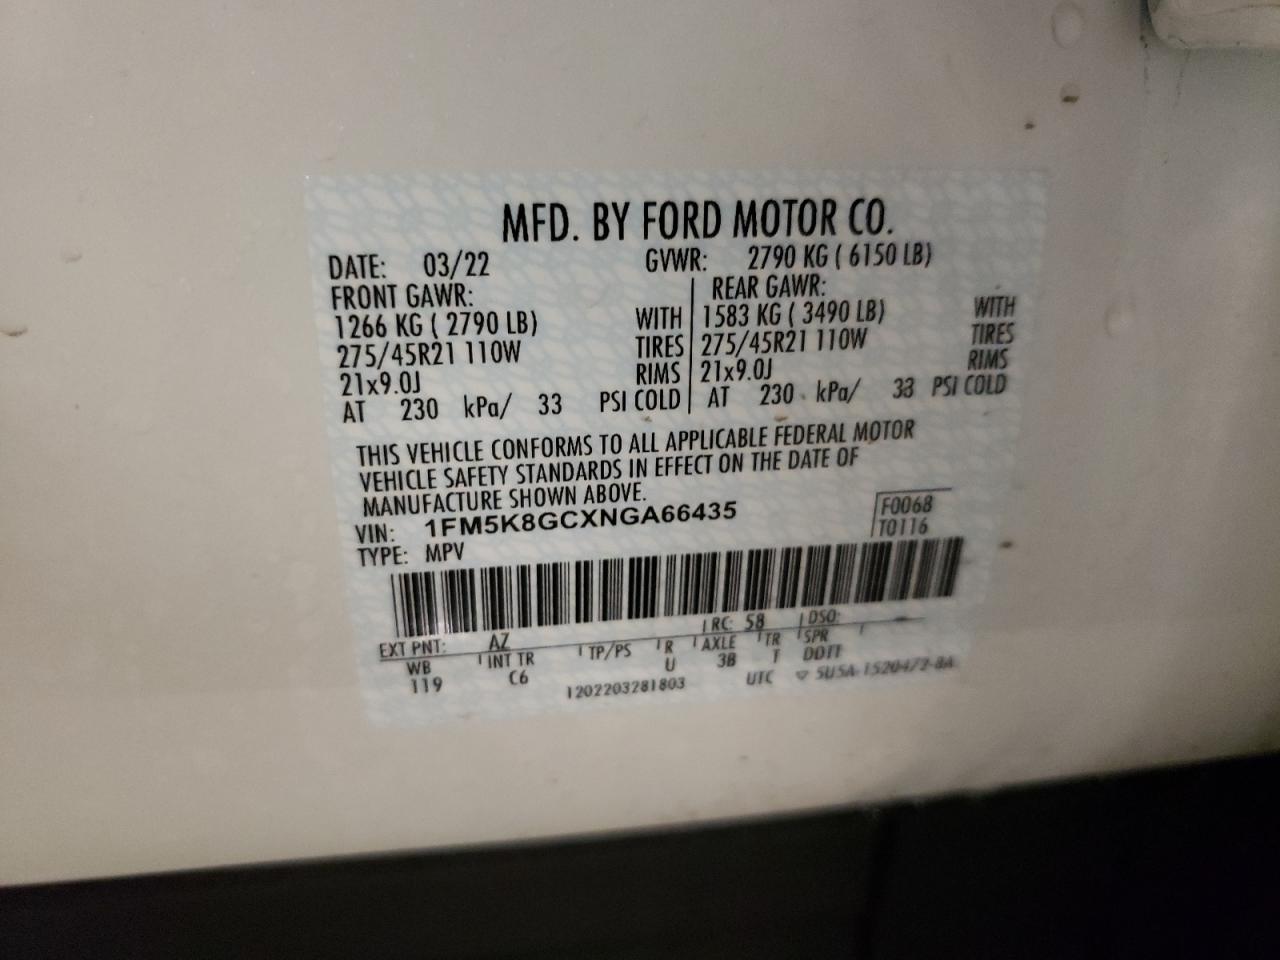 MFD. BY FORD MOTOR CO.
DATE: 03/22 GVWR: 2790 KG ( 6150 LB)
FRONT GAWR: REAR GAWR:
1266 KG ( 2790 LB) WITH 1583 KG ( 3490 LB) WITH
275/45R21 110W TIRES 275/45R21 110W TIRES
21x9.0J RIMS 21x9.0J RIMS
AT 230 kPa/ 33 PSI COLD AT 230 kPa/ 33 PSI COLD
THIS VEHICLE CONFORMS TO ALL APPLICABLE FEDERAL MOTOR
VEHICLE SAFETY STANDARDS IN EFFECT ON THE DATE OF
MANUFACTURE SHOWN ABOVE.
VIN: 1FM5K8GCXNGA66435 F0068
TYPE: MPV T0116
EXT PNT: AZ RC: 58 DSO:
WB INT TR TP/PS R AXLE TR SPR
119 C6 U 3B T
1202203281803 UTC